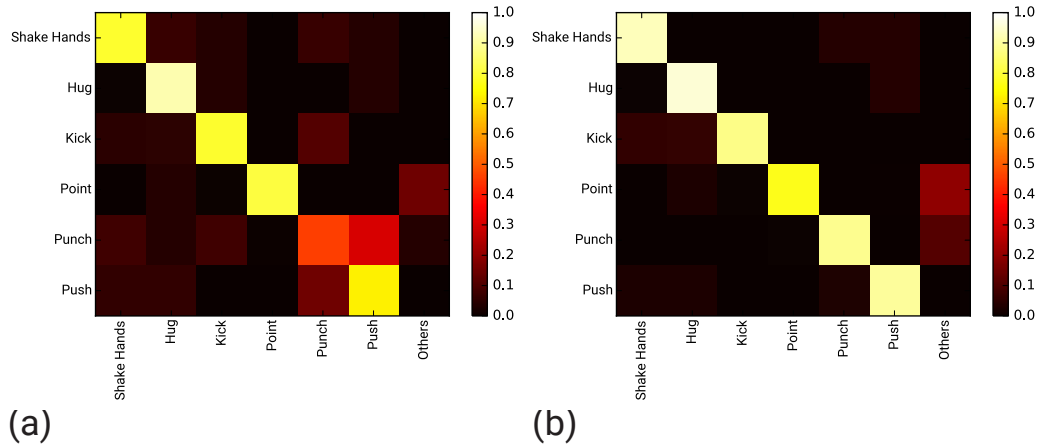 Shake Hands
Hug
Kick
Point
Punch
Push
Shake Hands
Hug
Kick
Point
Punch
Push
Others
1.0
0.9
0.8
0.7
0.6
0.5
0.4
0.3
0.2
0.1
0.0
(a)
Shake Hands
Hug
Kick
Point
Punch
Push
Shake Hands
Hug
Kick
Point
Punch
Push
Others
1.0
0.9
0.8
0.7
0.6
0.5
0.4
0.3
0.2
0.1
0.0
(b)